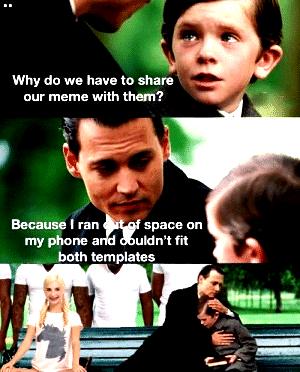 Why do we have to share
our meme with them?
Because I ran out of space on
my phone and couldn't fit
both templates